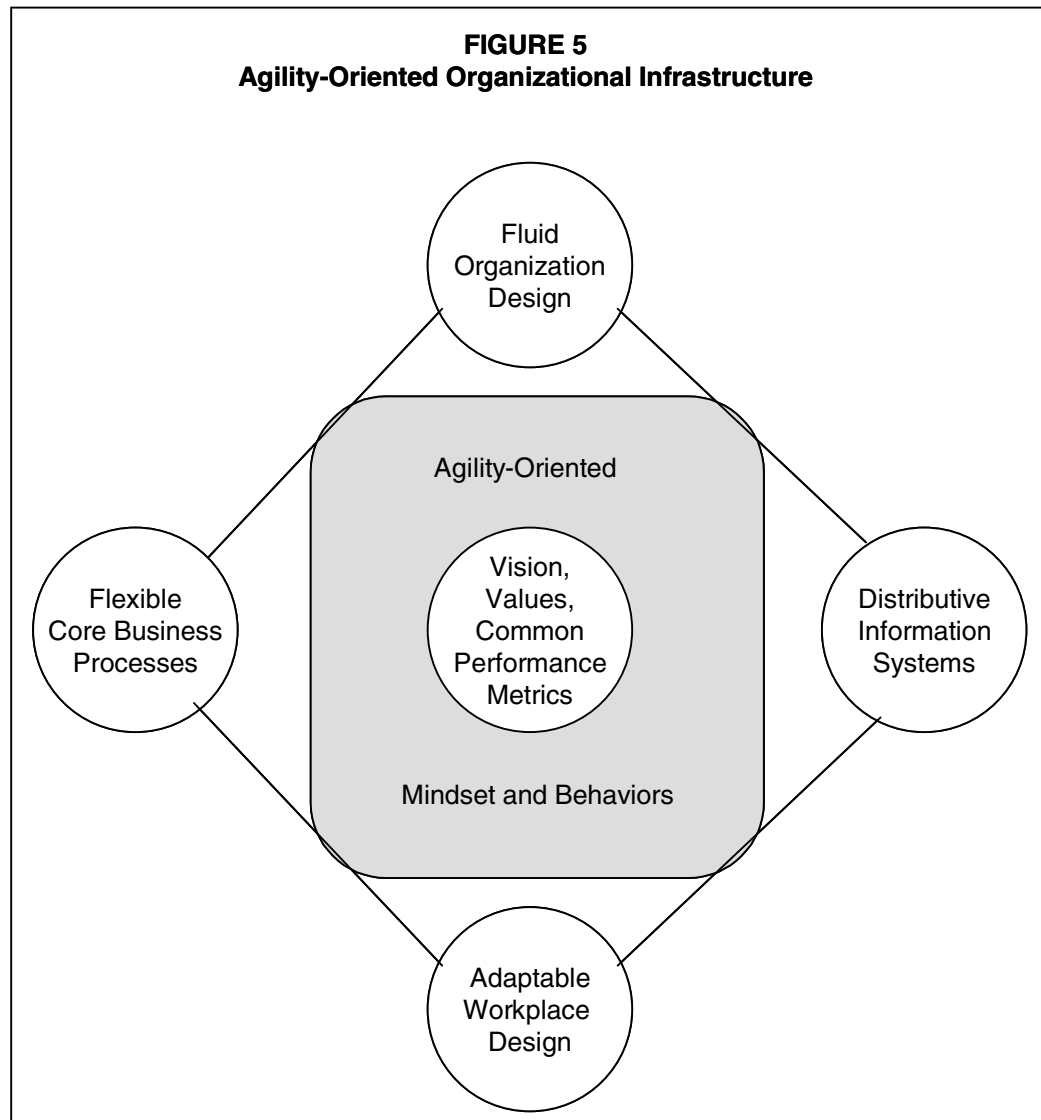 FIGURE 5
Agility-Oriented Organizational Infrastructure
Fluid
Organization
Design
Agility-Oriented
Flexible
Core Business
Processes
Vision,
Values,
Common
Performance
Metrics
Distributive
Information
Systems
Mindset and Behaviors
Adaptable
Workplace
Design